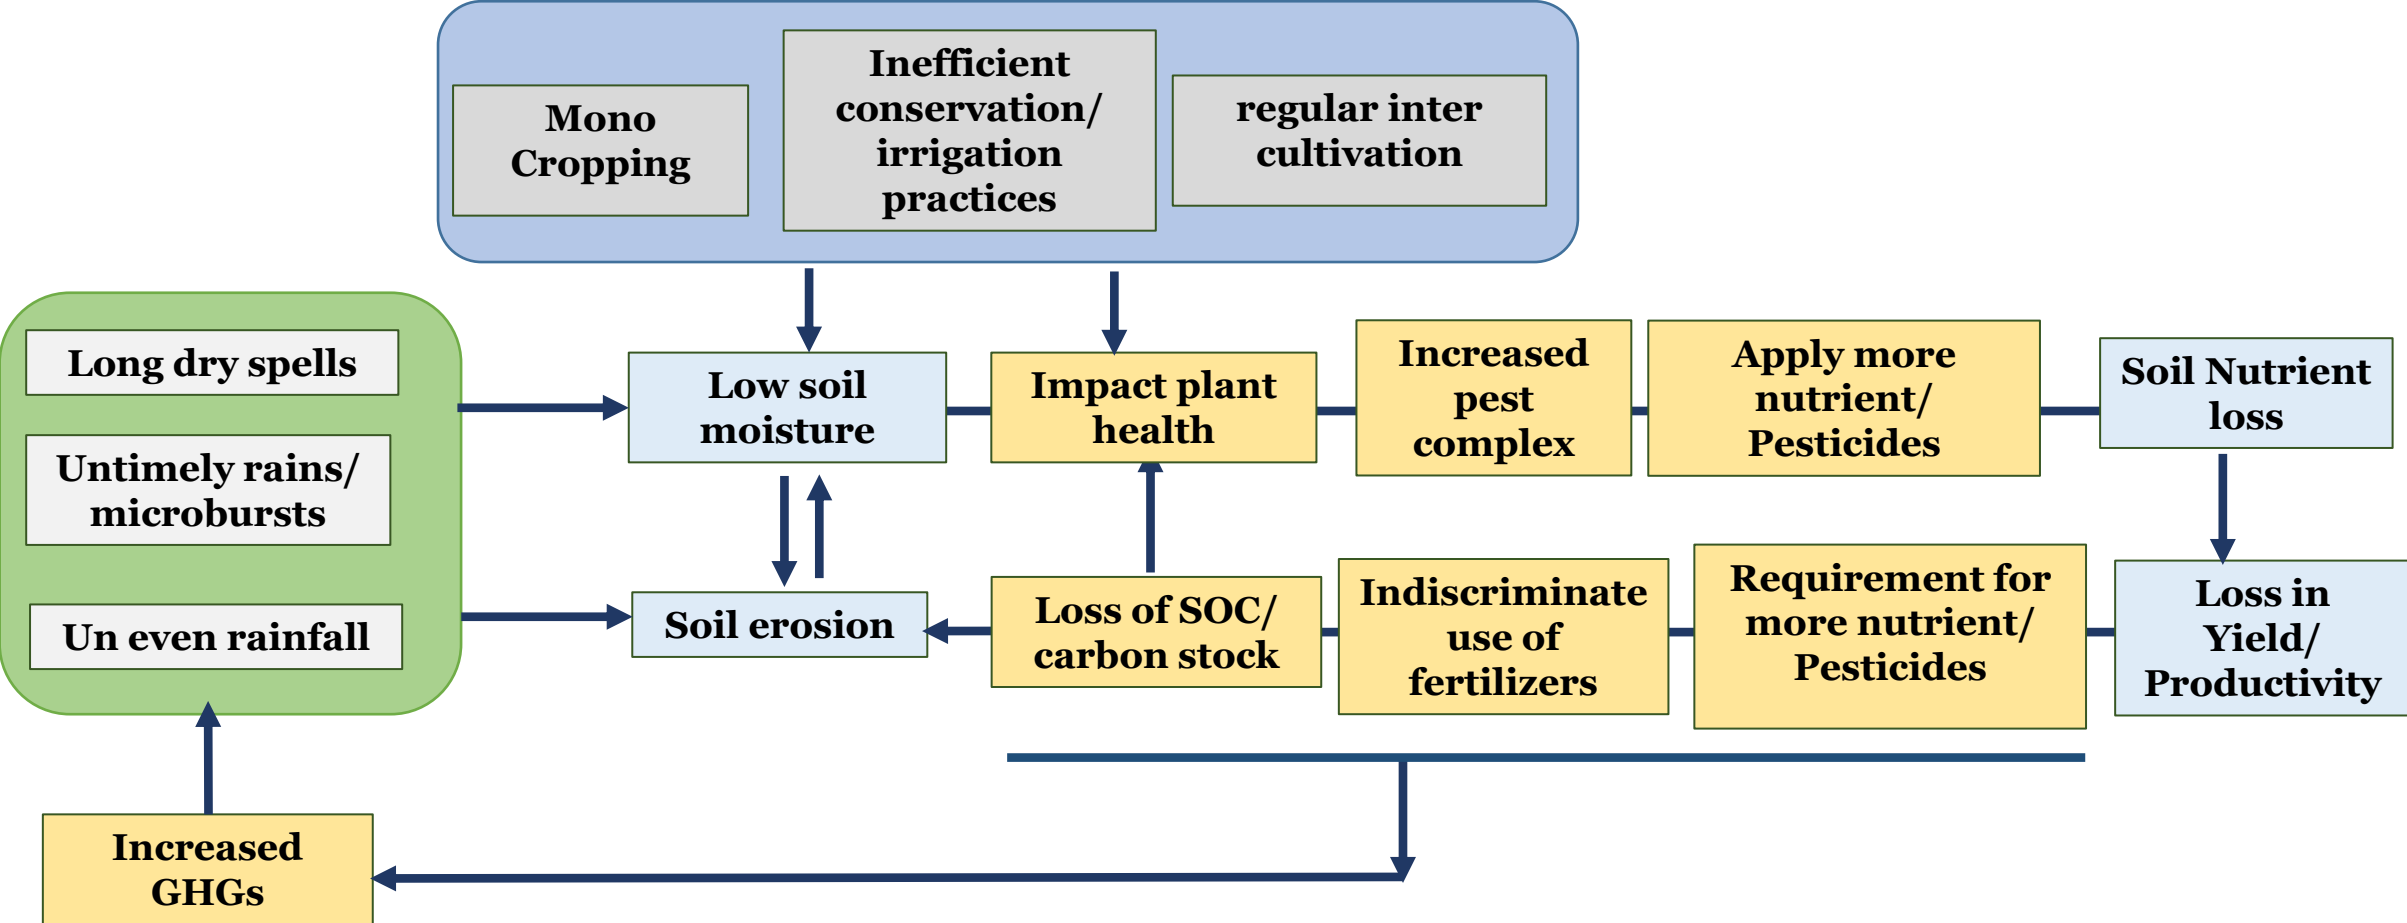 Mono
Cropping
Inefficient
conservation/
irrigation
practices
regular inter
cultivation
Long dry spells
Untimely rains/
microbursts
Un even rainfall
Low soil
moisture
Impact plant
health
Increased
pest
complex
Apply more
nutrient/
Pesticides
Soil Nutrient
loss
Soil erosion
Loss of SOC/
carbon stock
Indiscriminate
use of
fertilizers
Requirement for
more nutrient/
Pesticides
Loss in
Yield/
Productivity
Increased
GHGs